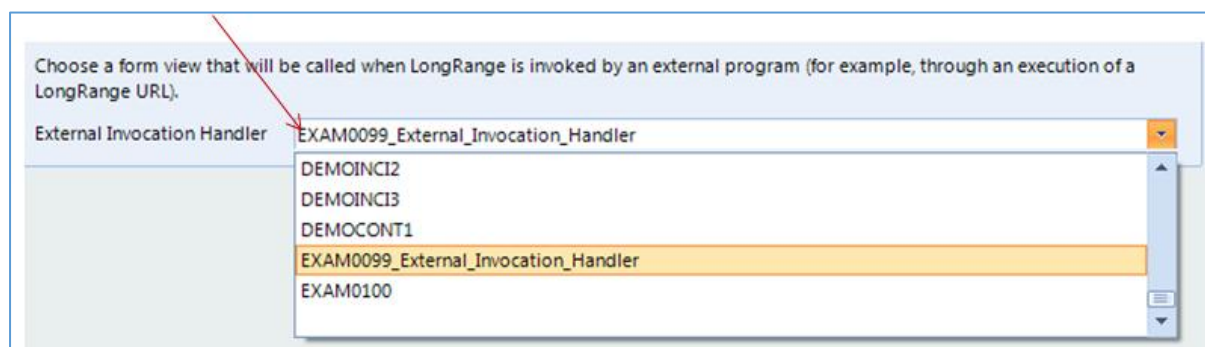 Choose a form view that will be called when LongRange is invoked by an external program (for example, through an execution of a
LongRange URL).
External Invocation Handler EXAM0099_External_Invocation_Handler
DEMOINCI2
DEMOINCI3
DEMOCONT1
EXAM0099_External_Invocation_Handler
EXAM0100